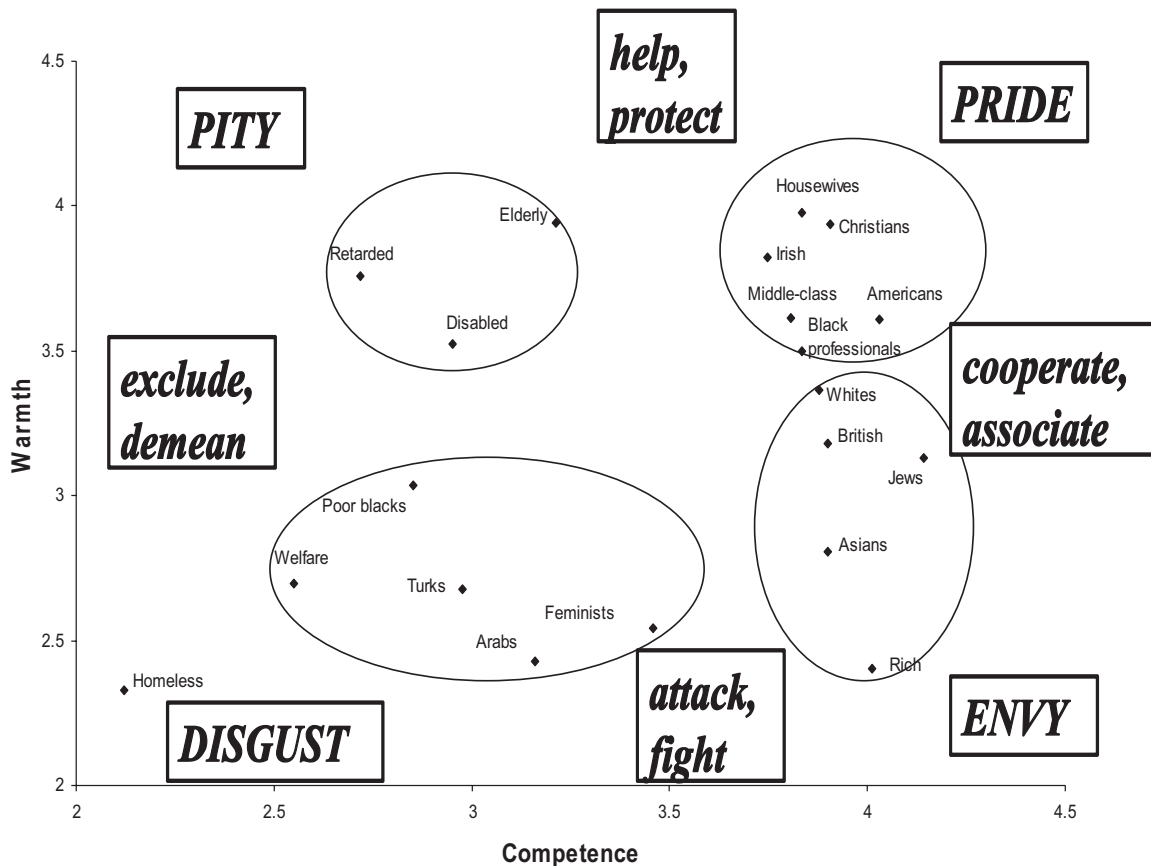 help,
protect
4.5
PITY
PRIDE
Housewives
4
Elderly
Christians
Retarded
Irish
Middle-class
Americans
Disabled
Black
professionals
3.5
exclude,
demean
cooperate,
associate
Whites
British
Jews
Warmth
3
Poor blacks
Asians
Welfare
Turks
Feminists
Arabs
2.5
Rich
Homeless
attack,
fight
DISGUST
ENVY
2
2
2.5
3
3.5
4
4.5
Competence